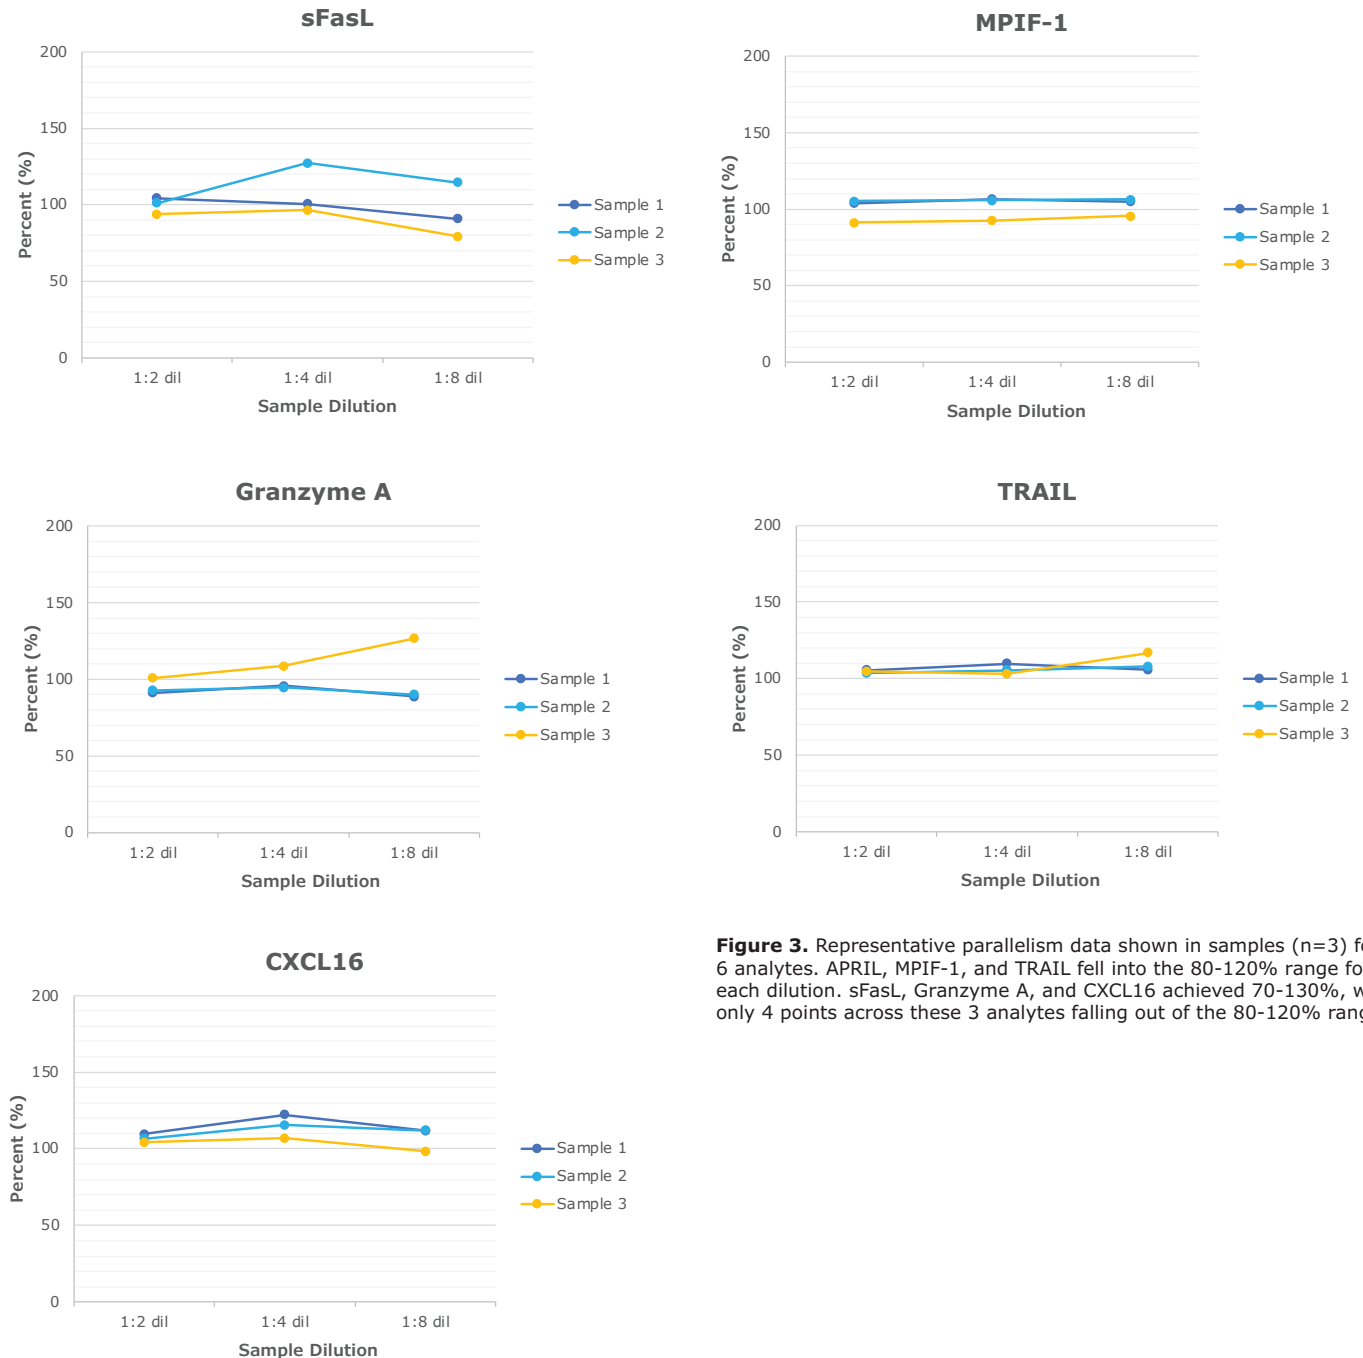 sFasL
200
150
100
50
0
Percent (%)
1:2 dil 1:4 dil 1:8 dil
Sample Dilution
Sample 1
Sample 2
Sample 3
MPIF-1
200
150
100
50
0
Percent (%)
1:2 dil 1:4 dil 1:8 dil
Sample Dilution
Sample 1
Sample 2
Sample 3
Granzyme A
200
150
100
50
0
Percent (%)
1:2 dil 1:4 dil 1:8 dil
Sample Dilution
Sample 1
Sample 2
Sample 3
TRAIL
200
150
100
50
0
Percent (%)
1:2 dil 1:4 dil 1:8 dil
Sample Dilution
Sample 1
Sample 2
Sample 3
CXCL16
200
150
100
50
0
Percent (%)
1:2 dil 1:4 dil 1:8 dil
Sample Dilution
Sample 1
Sample 2
Sample 3
Figure 3. Representative parallelism data shown in samples (n=3)
6 analytes. APRIL, MPIF-1, and TRAIL fell into the 80-120% range
each dilution. sFasL, Granzyme A, and CXCL16 achieved 70-130%,
only 4 points across these 3 analytes falling out of the 80-120%